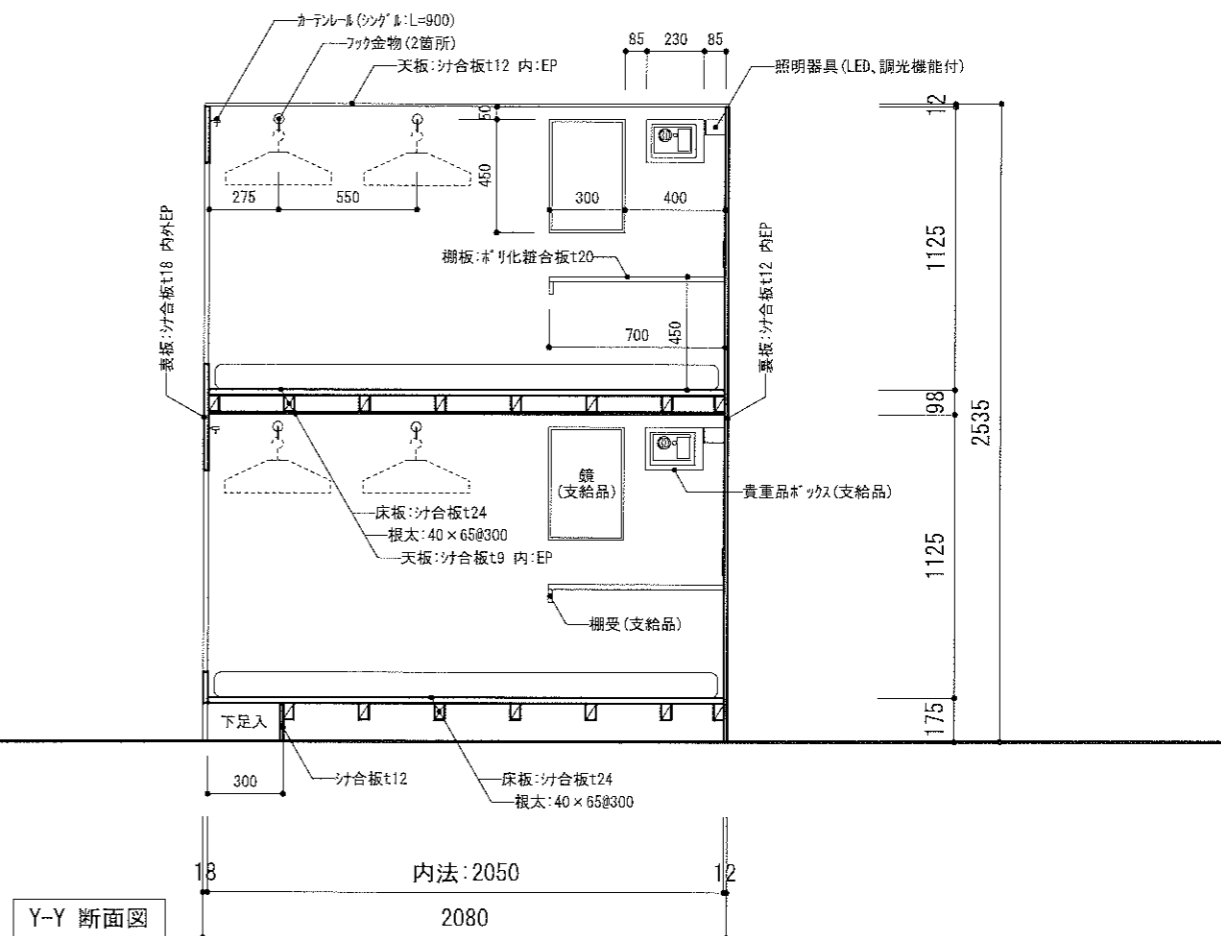 カーテンレール(シングル:L=900)
フック金物(2箇所)
天板:シナ合板t12 内:EP
85 230 85
照明器具(LED、調光機能付)
12
50
450
275 550
300 400
1125
表板:シナ合板t18 内外EP
裏板:シナ合板t12 内EP
棚板:ポリ化粧合板t20
700
450
98
2535
鏡
(支給品)
貴重品ボックス(支給品)
床板:シナ合板t24
根太:40×65@300
天板:シナ合板t9 内:EP
1125
棚受(支給品)
175
下足入
300
シナ合板t12
床板:シナ合板t24
根太:40×65@300
18 内法:2050 12
2080
Y-Y 断面図